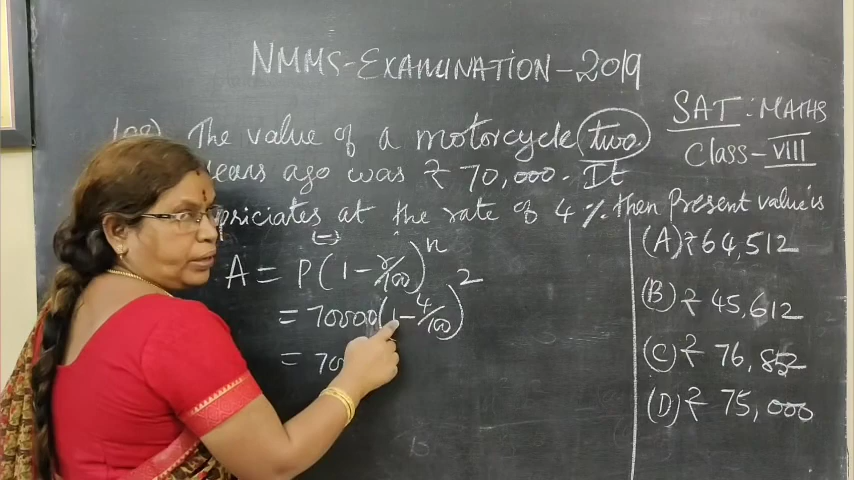 NMMS-EXAMINATION-2019
SAT: MATHS
Class-VIII
The value of a motorcycle two
years ago was ₹ 70,000. It
at the rate of 4%. then Present value is
(-)
A = P(1 - r/100)^n
= 70000(1 - 4/100)^2
= 70
(A) ₹ 64,512
(B) ₹ 45,612
(C) ₹ 76,852
(D) ₹ 75,000